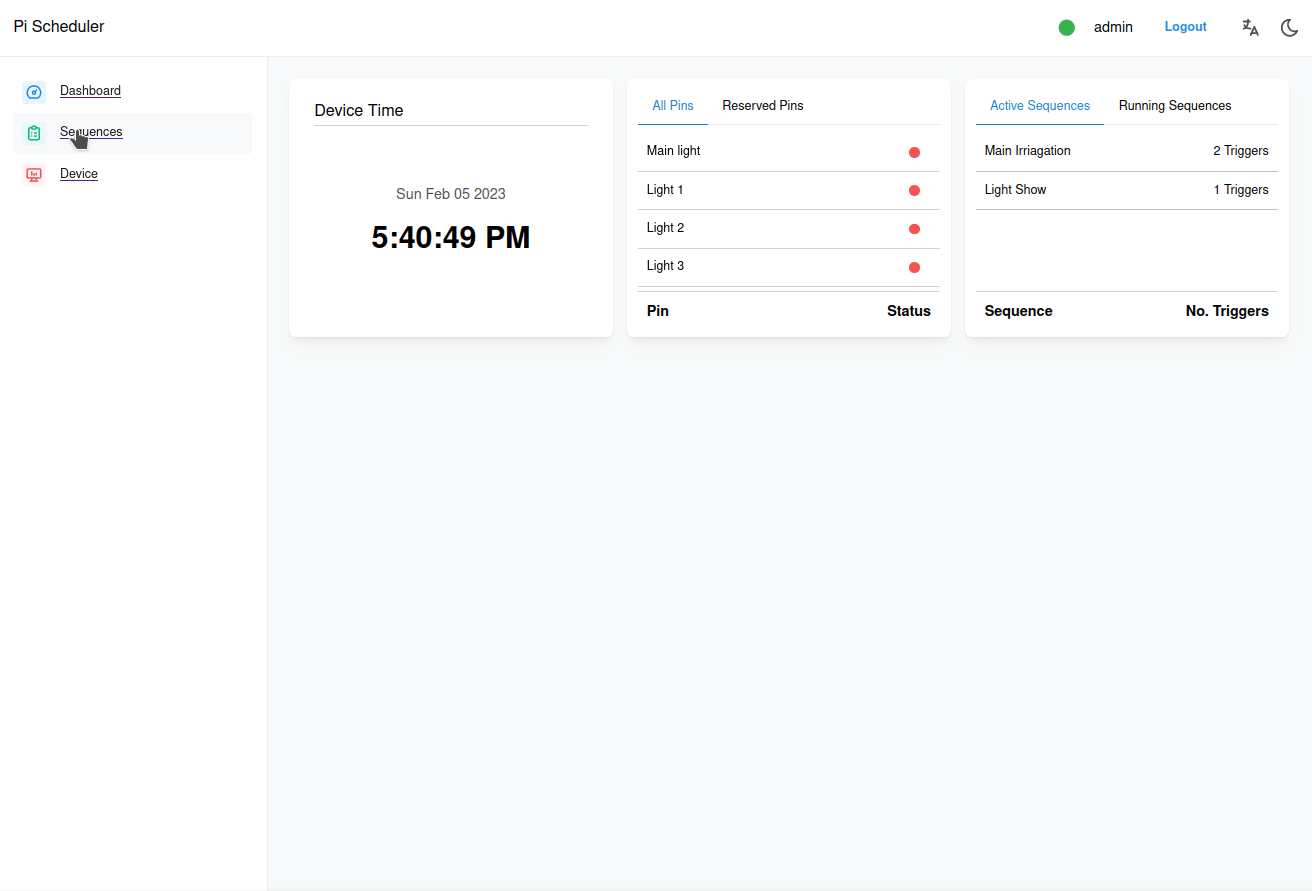 Pi Scheduler
admin Logout
Dashboard
Sequences
Device
Device Time
Sun Feb 05 2023
5:40:49 PM
All Pins Reserved Pins
Main light
Light 1
Light 2
Light 3
Pin Status
Active Sequences Running Sequences
Main Irriagation 2 Triggers
Light Show 1 Triggers
Sequence No. Triggers